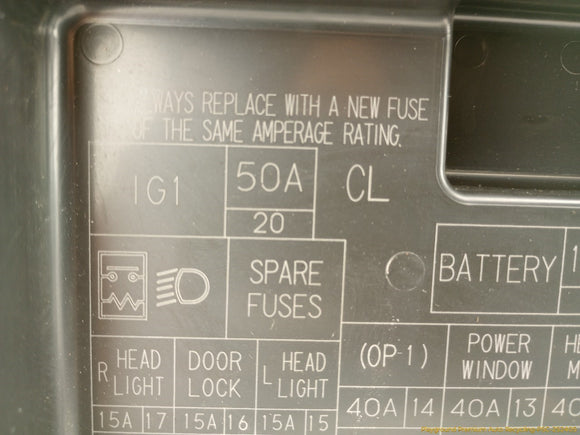 WAYS REPLACE WITH A NEW FUSE
OF THE SAME AMPERAGE RATING.
IG1
50A
20
CL
SPARE
FUSES
BATTERY
R HEAD
LIGHT
DOOR
LOCK
L HEAD
LIGHT
(OP-1)
POWER
WINDOW
15A 17
15A 16
15A 15
40A 14
40A 13